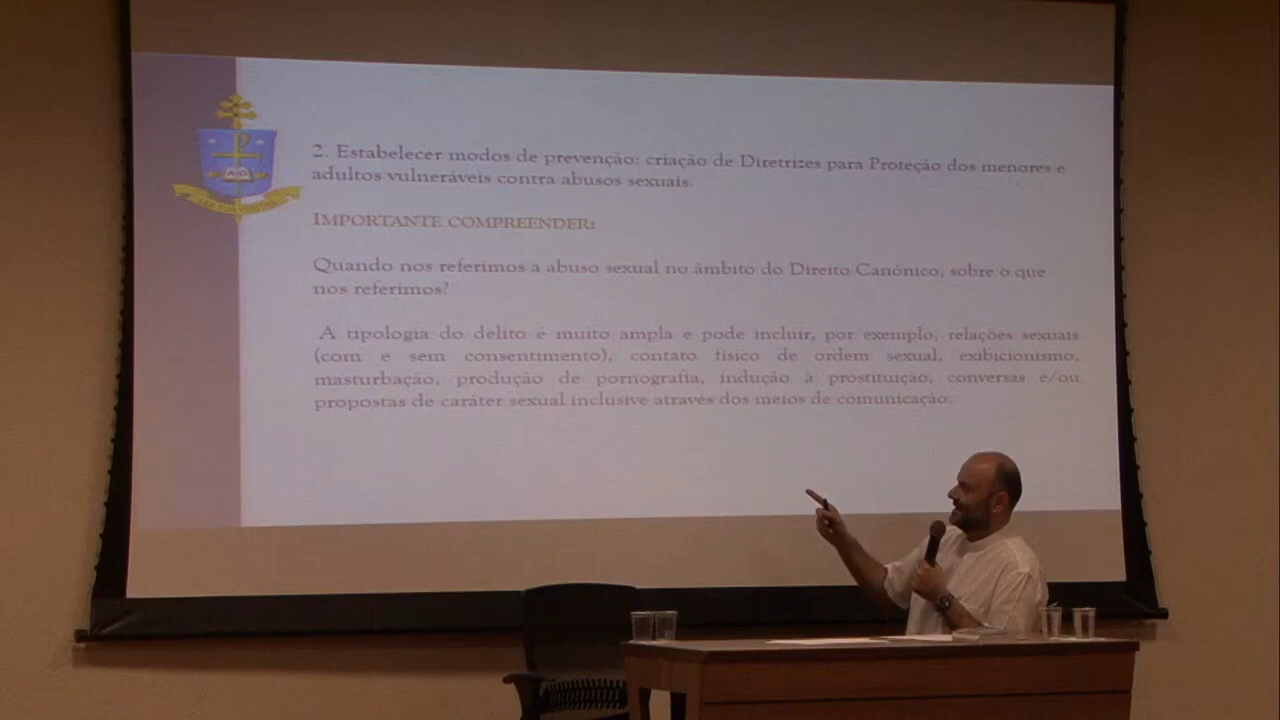 2. Estabelecer modos de prevenção: criação de Diretrizes para Proteção dos menores e
adultos vulneráveis contra abusos sexuais.
IMPORTANTE COMPREENDER:
Quando nos referimos a abuso sexual no âmbito do Direito Canônico, sobre o que
nos referimos?
A tipologia do delito é muito ampla e pode incluir, por exemplo, relações sexuais
(com e sem consentimento), contato físico de ordem sexual, exibicionismo,
masturbação, produção de pornografia, indução à prostituição, conversas e/ou
propostas de caráter sexual inclusive através dos meios de comunicação.